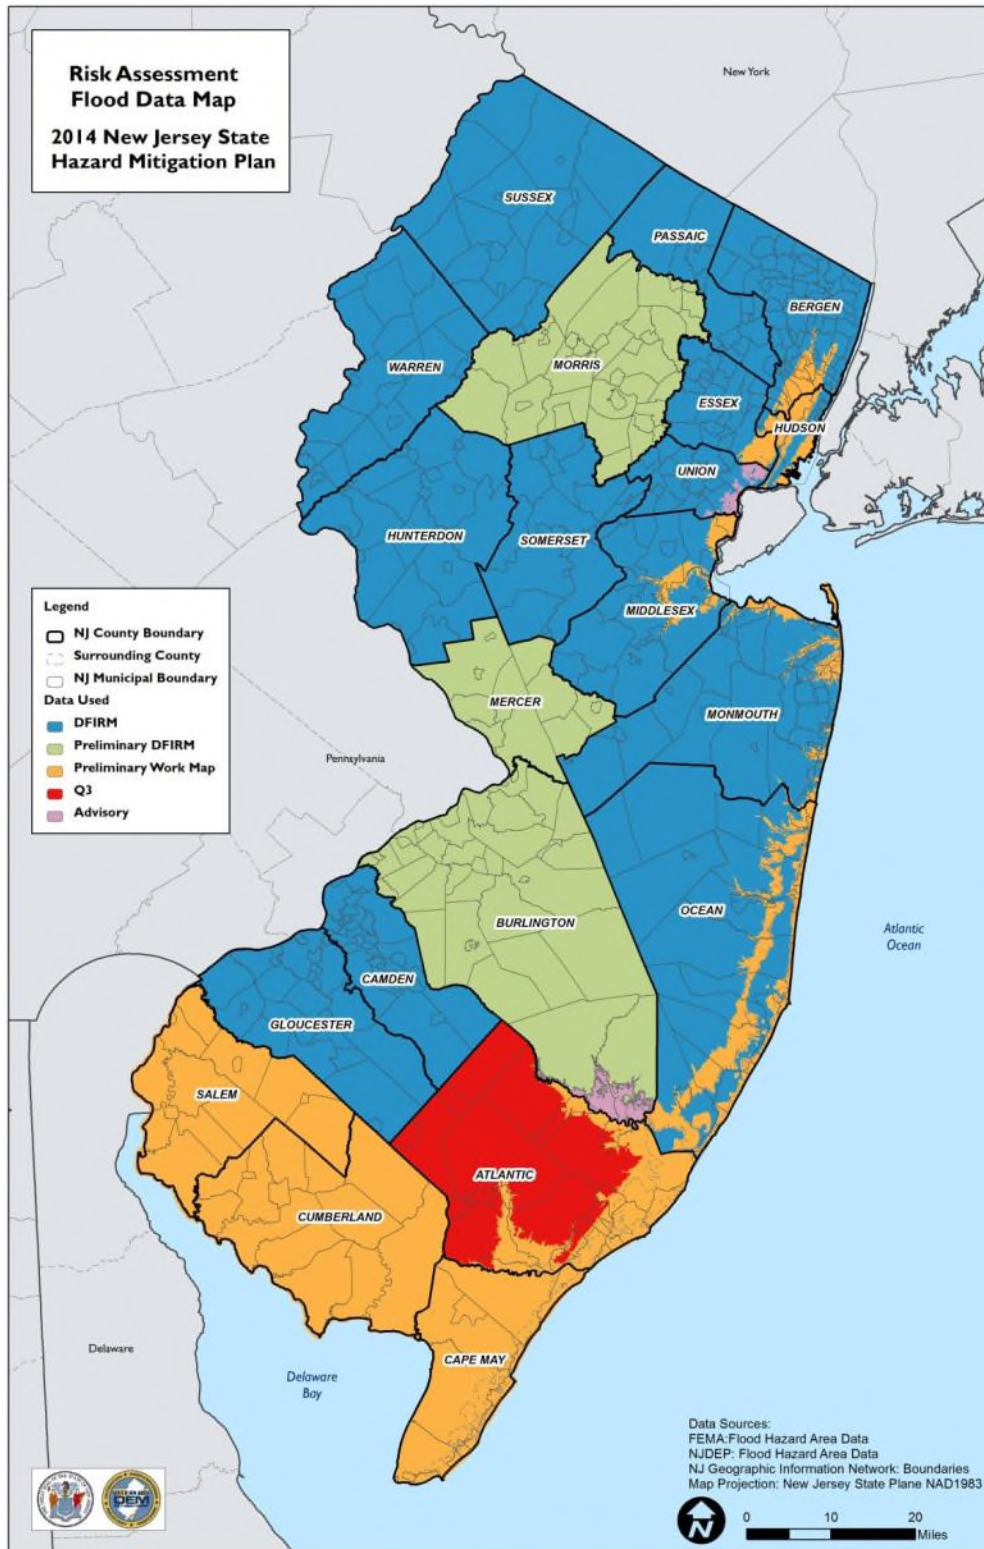 Risk Assessment
Flood Data Map
2014 New Jersey State
Hazard Mitigation Plan
New York
SUSSEX
PASSAIC
BERGEN
WARREN
MORRIS
ESSEX
HUDSON
UNION
HUNTERDON
SOMERSET
MIDDLESEX
Legend
NJ County Boundary
Surrounding County
NJ Municipal Boundary
Data Used
DFIRM
Preliminary DFIRM
Preliminary Work Map
Q3
Advisory
MERCER
MONMOUTH
Pennsylvania
OCEAN
BURLINGTON
Atlantic
Ocean
CAMDEN
GLOUCESTER
SALEM
ATLANTIC
CUMBERLAND
Delaware
CAPE MAY
Delaware
Bay
Data Sources:
FEMA:Flood Hazard Area Data
NJDEP: Flood Hazard Area Data
NJ Geographic Information Network: Boundaries
Map Projection: New Jersey State Plane NAD1983
OEM
N
0 10 20
Miles